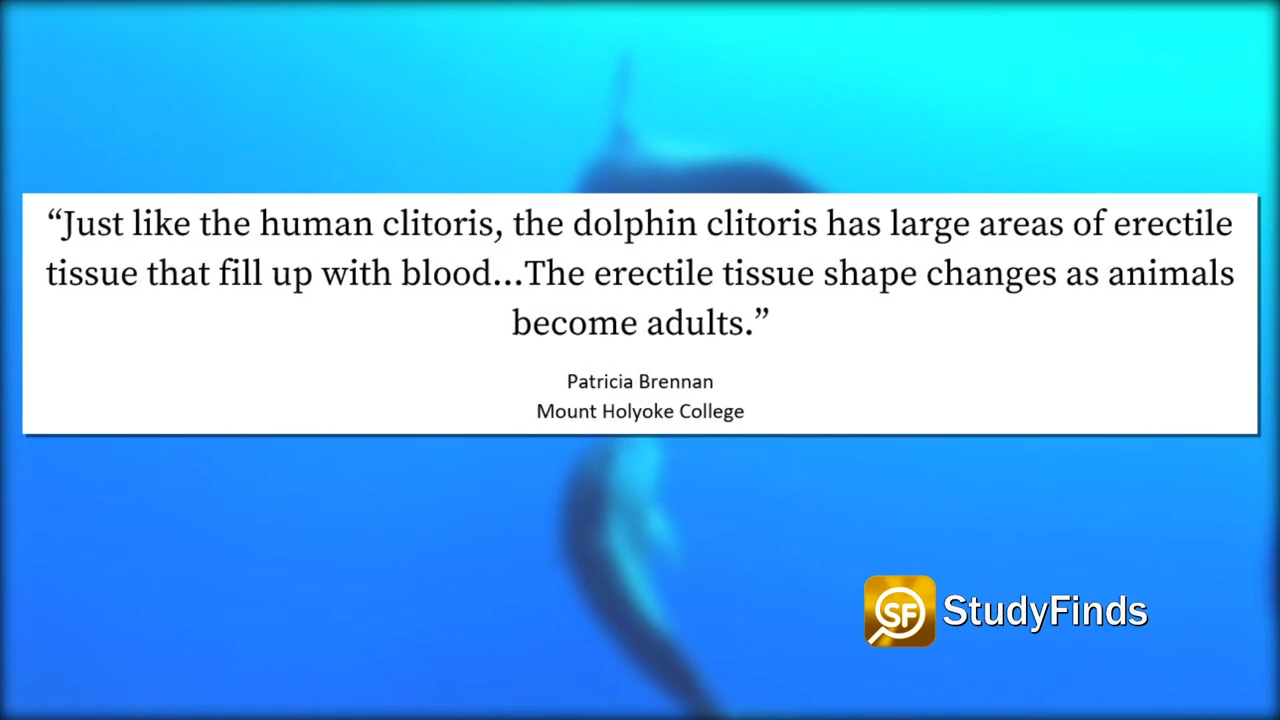 “Just like the human clitoris, the dolphin clitoris has large areas of erectile
tissue that fill up with blood...The erectile tissue shape changes as animals
become adults.”
Patricia Brennan
Mount Holyoke College
SF StudyFinds